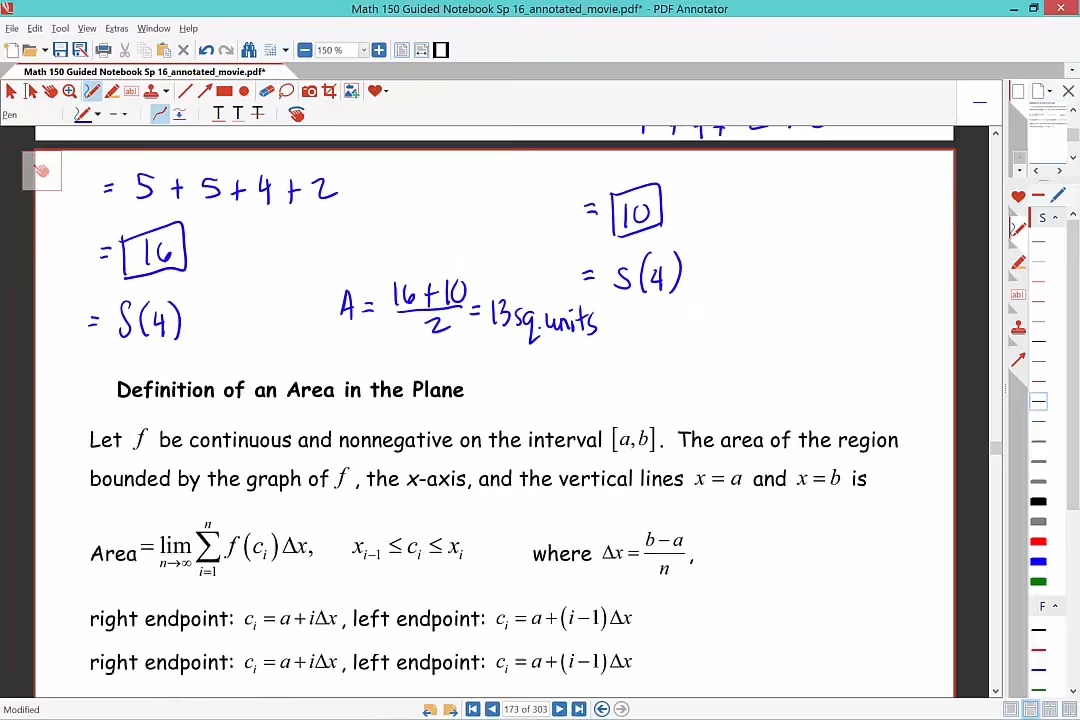 Math 150 Guided Notebook Sp 16_annotated_movie.pdf* - PDF Annotator
File Edit Tool View Extras Window Help
150 %
Math 150 Guided Notebook Sp 16_annotated_movie.pdf*
Pen
= 5 + 5 + 4 + 2
= 16
= S(4)
A = (16+10)/2 = 13 sq. units
= 10
= s(4)
Definition of an Area in the Plane
Let f be continuous and nonnegative on the interval [a,b]. The area of the region
bounded by the graph of f , the x-axis, and the vertical lines x = a and x = b is
Area = lim n→∞ ∑ i=1 n f(c_i)Δx, x_{i−1} ≤ c_i ≤ x_i where Δx = (b−a)/n ,
right endpoint: c_i = a + iΔx , left endpoint: c_i = a + (i−1)Δx
right endpoint: c_i = a + iΔx , left endpoint: c_i = a + (i−1)Δx
S
F
Modified
173 of 303